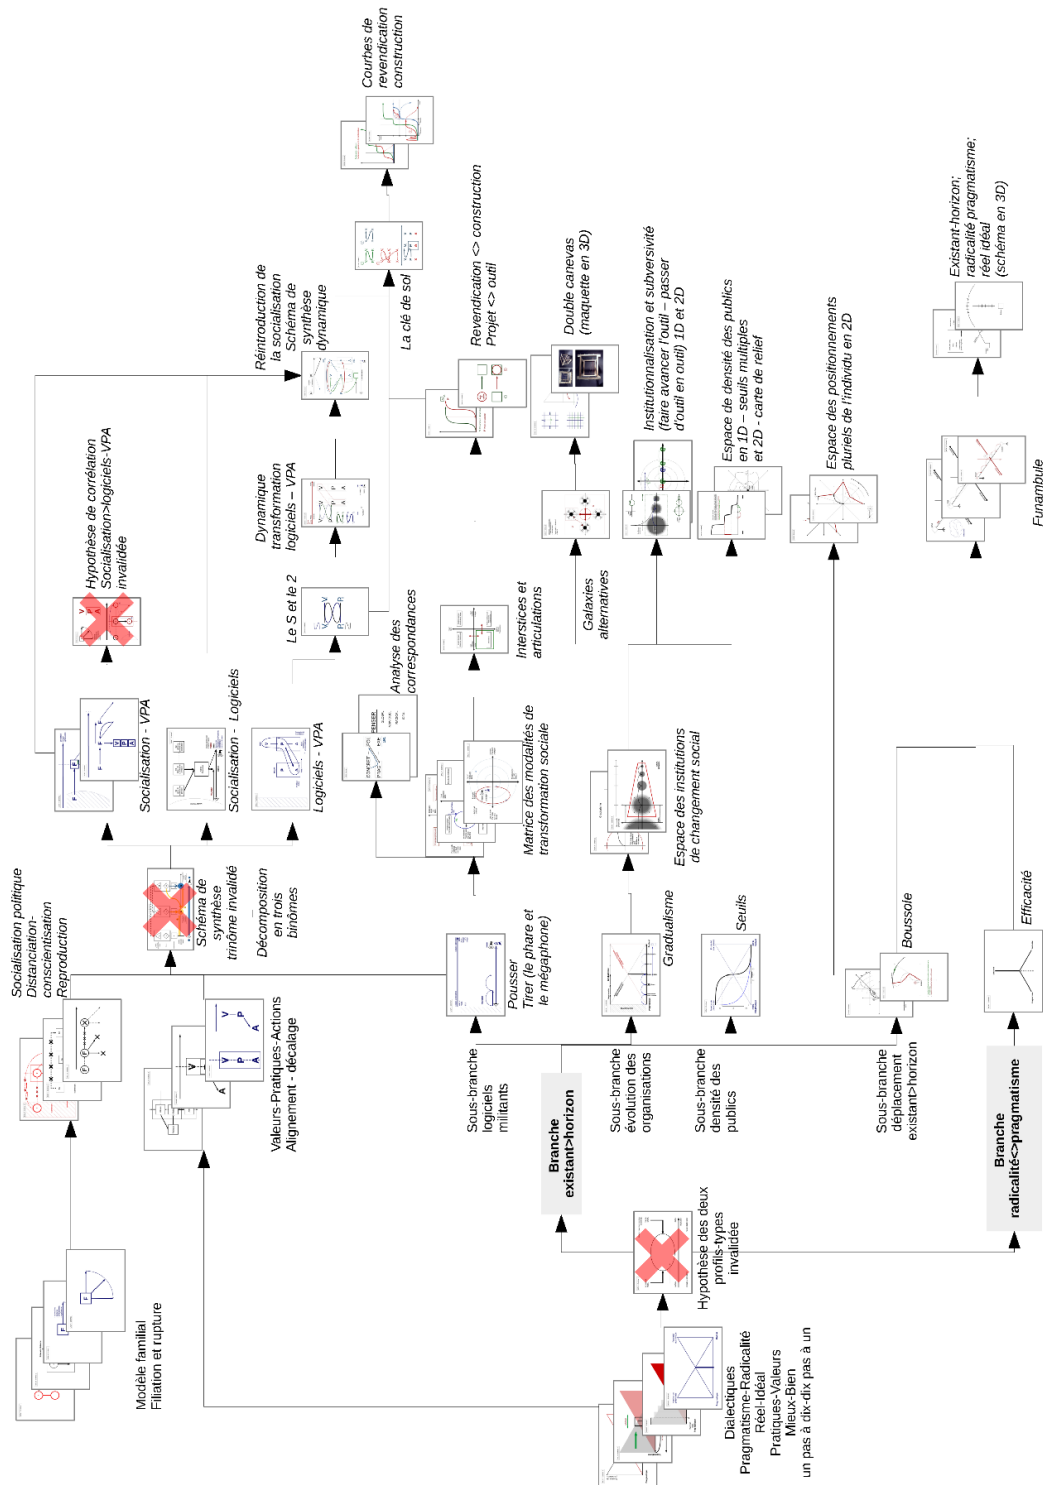 Modèle familial
Filiation et rupture
Dialectiques
Pragmatisme-Radicalité
Réel-Idéal
Pratiques-Valeurs
Mieux-Bien
un pas à dix-dix pas à un
Socialisation politique
Distanciation-
conscientisation
Reproduction
Valeurs-Pratiques-Actions
Alignement - décalage
Hypothèse des deux
profils-types
invalidée
Branche
existant>horizon
Branche
radicalité<>pragmatisme
Schéma de
synthèse
trinôme invalidé
Décomposition
en trois
binômes
Sous-branche
logiciels
militants
Sous-branche
évolution des
organisations
Sous-branche
densité des
publics
Sous-branche
déplacement
existant>horizon
Pousser
Tirer (le phare et
le mégaphone)
Gradualisme
Seuils
Boussole
Efficacité
Socialisation - VPA
Socialisation - Logiciels
Logiciels - VPA
Analyse des
correspondances
Matrice des modalités de
transformation sociale
Espace des institutions
de changement social
Hypothèse de corrélation
Socialisation>logiciels-VPA
invalidée
Le S et le 2
Interstices et
articulations
Galaxies
alternatives
Dynamique
transformation
logiciels – VPA
Réintroduction de
la socialisation
Schéma de
synthèse
dynamique
La clé de sol
Courbes de
revendication
construction
Revendication <> construction
Projet <> outil
Double canevas
(maquette en 3D)
Institutionnalisation et subversivité
(faire avancer l'outil – passer
d'outil en outil) 1D et 2D
Espace de densité des publics
en 1D – seuils multiples
et 2D - carte de relief
Espace des positionnements
pluriels de l'individu en 2D
Funambule
Existant-horizon;
radicalité pragmatisme;
réel idéal
(schéma en 3D)